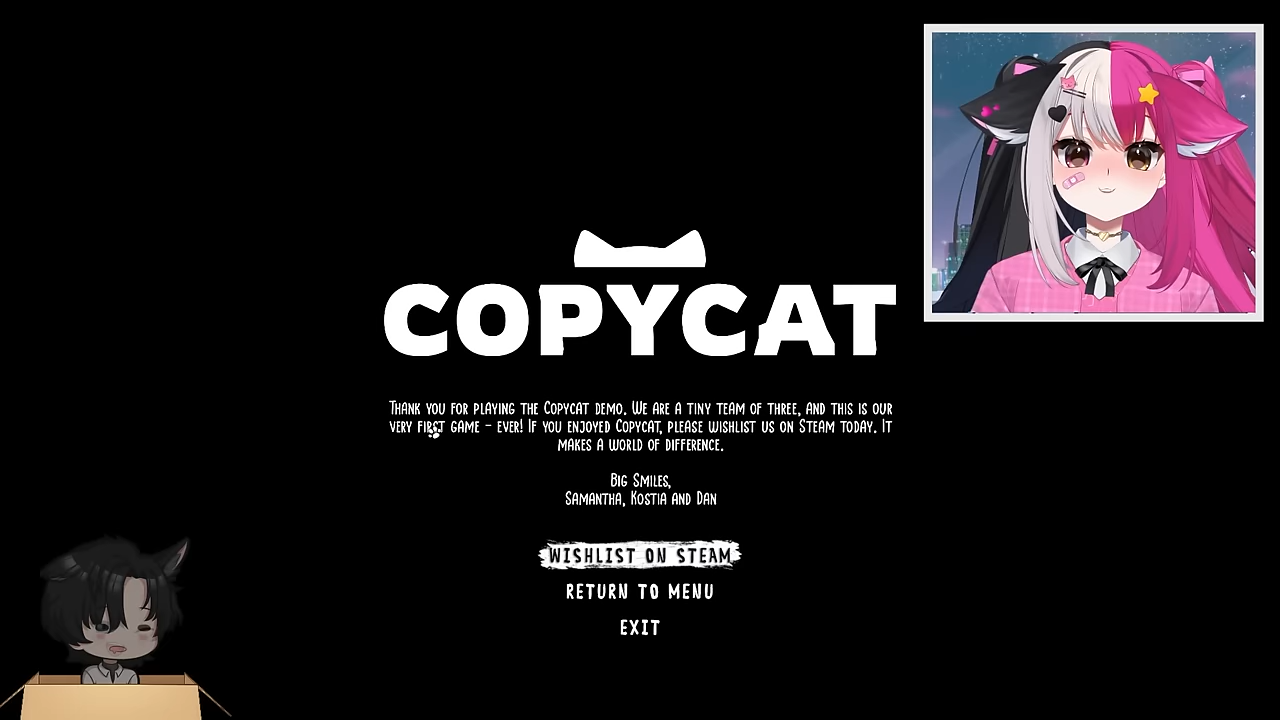 COPYCAT
THANK YOU FOR PLAYING THE COPYCAT DEMO. WE ARE A TINY TEAM OF THREE, AND THIS IS OUR
VERY FIRST GAME – EVER! IF YOU ENJOYED COPYCAT, PLEASE WISHLIST US ON STEAM TODAY. IT
MAKES A WORLD OF DIFFERENCE.
BIG SMILES,
SAMANTHA, KOSTIA AND DAN
WISHLIST ON STEAM
RETURN TO MENU
EXIT